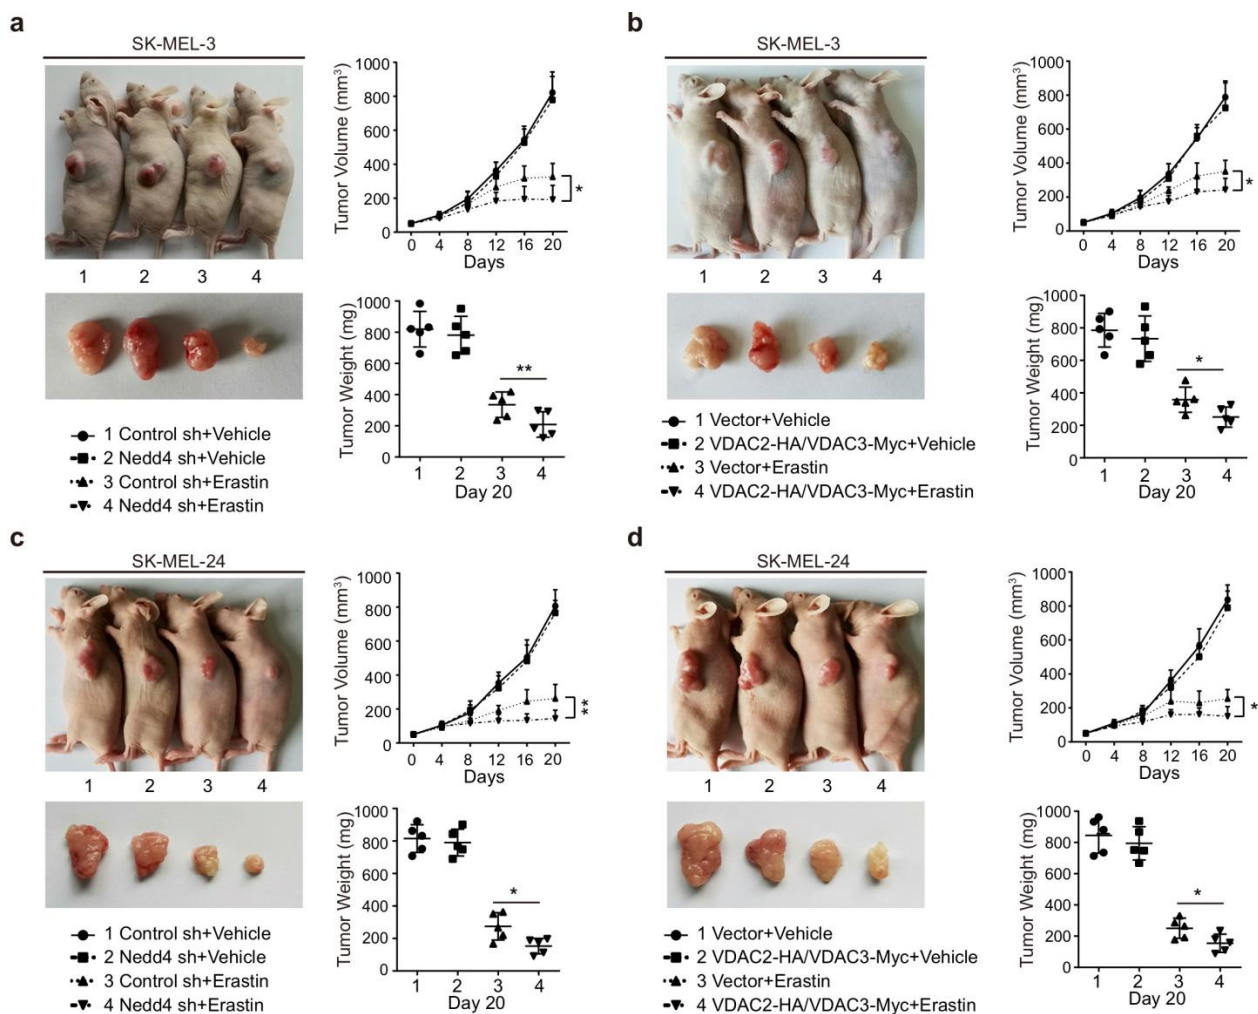 a
SK-MEL-3
1 2 3 4
Tumor Volume (mm³)
1000
800
600
400
200
0
*
0 4 8 12 16 20
Days
Tumor Weight (mg)
1000
800
600
400
200
0
**
1 2 3 4
Day 20
1 Control sh+Vehicle
2 Nedd4 sh+Vehicle
3 Control sh+Erastin
4 Nedd4 sh+Erastin
b
SK-MEL-3
1 2 3 4
Tumor Volume (mm³)
1000
800
600
400
200
0
*
0 4 8 12 16 20
Days
Tumor Weight (mg)
1000
800
600
400
200
0
*
1 2 3 4
Day 20
1 Vector+Vehicle
2 VDAC2-HA/VDAC3-Myc+Vehicle
3 Vector+Erastin
4 VDAC2-HA/VDAC3-Myc+Erastin
c
SK-MEL-24
1 2 3 4
Tumor Volume (mm³)
1000
800
600
400
200
0
**
0 4 8 12 16 20
Days
Tumor Weight (mg)
1000
800
600
400
200
0
*
1 2 3 4
Day 20
1 Control sh+Vehicle
2 Nedd4 sh+Vehicle
3 Control sh+Erastin
4 Nedd4 sh+Erastin
d
SK-MEL-24
1 2 3 4
Tumor Volume (mm³)
1000
800
600
400
200
0
*
0 4 8 12 16 20
Days
Tumor Weight (mg)
1000
800
600
400
200
0
*
1 2 3 4
Day 20
1 Vector+Vehicle
2 VDAC2-HA/VDAC3-Myc+Vehicle
3 Vector+Erastin
4 VDAC2-HA/VDAC3-Myc+Erastin